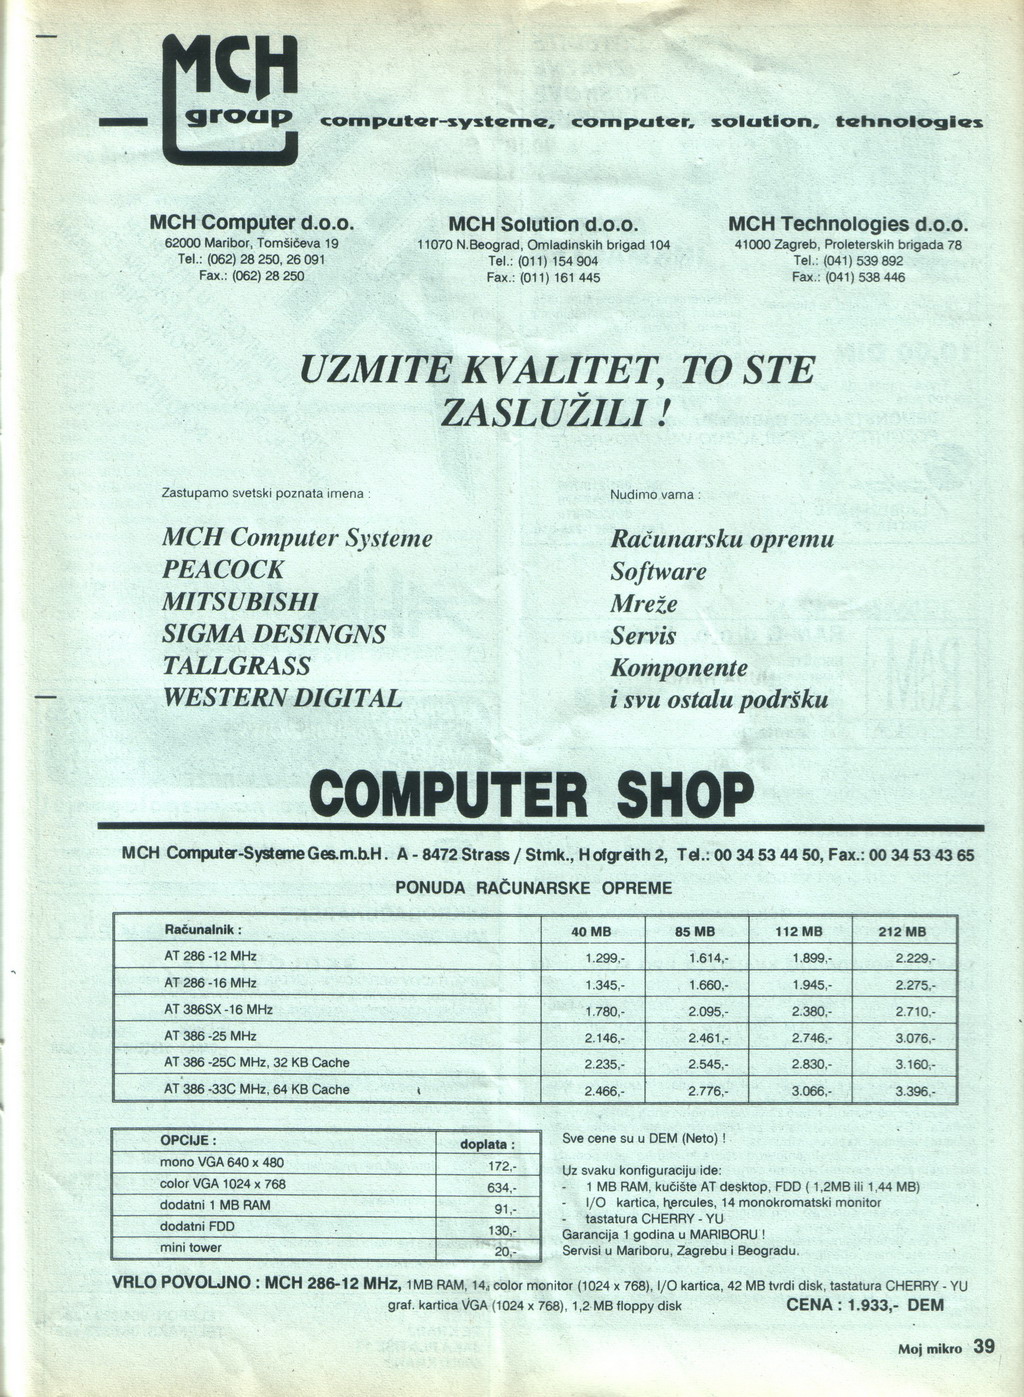 MCH
group
computer-systeme, computer, solution, tehnologies
MCH Computer d.o.o.
62000 Maribor, Tomšičeva 19
Tel.: (062) 28 250, 26 091
Fax.: (062) 28 250
MCH Solution d.o.o.
11070 N.Beograd, Omladinskih brigad 104
Tel.: (011) 154 904
Fax.: (011) 161 445
MCH Technologies d.o.o.
41000 Zagreb, Proleterskih brigada 78
Tel.: (041) 539 892
Fax.: (041) 538 446
UZMITE KVALITET, TO STE
ZASLUŽILI !
Zastupamo svetski poznata imena :
MCH Computer Systeme
PEACOCK
MITSUBISHI
SIGMA DESINGNS
TALLGRASS
WESTERN DIGITAL
Nudimo vama :
Računarsku opremu
Software
Mreže
Servis
Komponente
i svu ostalu podršku
COMPUTER SHOP
MCH Computer-Systeme Ges.m.b.H. A - 8472 Strass / Stmk., Hofgreith 2, Tel.: 00 34 53 44 50, Fax.: 00 34 53 43 65
PONUDA RAČUNARSKE OPREME
Računalnik : 40 MB 85 MB 112 MB 212 MB
AT 286 -12 MHz 1.299,- 1.614,- 1.899,- 2.229,-
AT 286 -16 MHz 1.345,- 1.660,- 1.945,- 2.275,-
AT 386SX -16 MHz 1.780,- 2.095,- 2.380,- 2.710,-
AT 386 -25 MHz 2.146,- 2.461,- 2.746,- 3.076,-
AT 386 -25C MHz, 32 KB Cache 2.235,- 2.545,- 2.830,- 3.160,-
AT 386 -33C MHz, 64 KB Cache 2.466,- 2.776,- 3.066,- 3.396,-
OPCIJE : doplata :
mono VGA 640 x 480 172,-
color VGA 1024 x 768 634,-
dodatni 1 MB RAM 91,-
dodatni FDD 130,-
mini tower 20,-
Sve cene su u DEM (Neto) !
Uz svaku konfiguraciju ide:
- 1 MB RAM, kučište AT desktop, FDD ( 1,2MB ili 1,44 MB)
- I/O kartica, hercules, 14 monokromatski monitor
- tastatura CHERRY - YU
Garancija 1 godina u MARIBORU !
Servisi u Mariboru, Zagrebu i Beogradu.
VRLO POVOLJNO : MCH 286-12 MHz, 1MB RAM, 14, color monitor (1024 x 768), I/O kartica, 42 MB tvrdi disk, tastatura CHERRY - YU
graf. kartica VGA (1024 x 768), 1,2 MB floppy disk CENA : 1.933,- DEM
Moj mikro 39